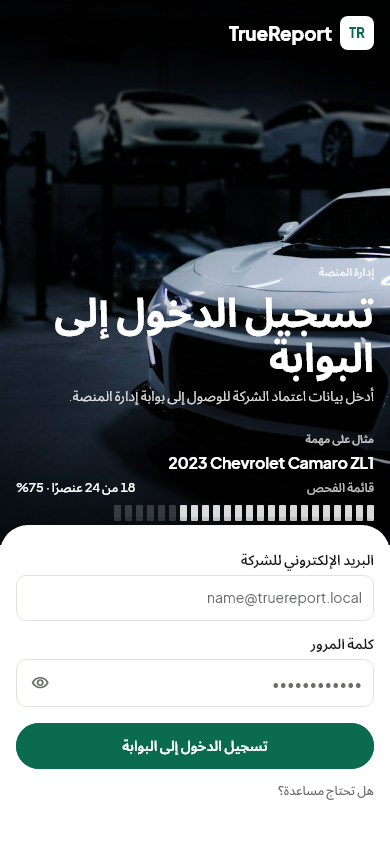 TR TrueReport
إدارة المنصة
تسجيل الدخول إلى
البوابة
أدخل بيانات اعتماد الشركة للوصول إلى بوابة إدارة المنصة.
مثال على مهمة
2023 Chevrolet Camaro ZL1
قائمة الفحص 18 من 24 عنصرًا · 75%
البريد الإلكتروني للشركة
name@truereport.local
كلمة المرور
••••••••••••
تسجيل الدخول إلى البوابة
هل تحتاج مساعدة؟